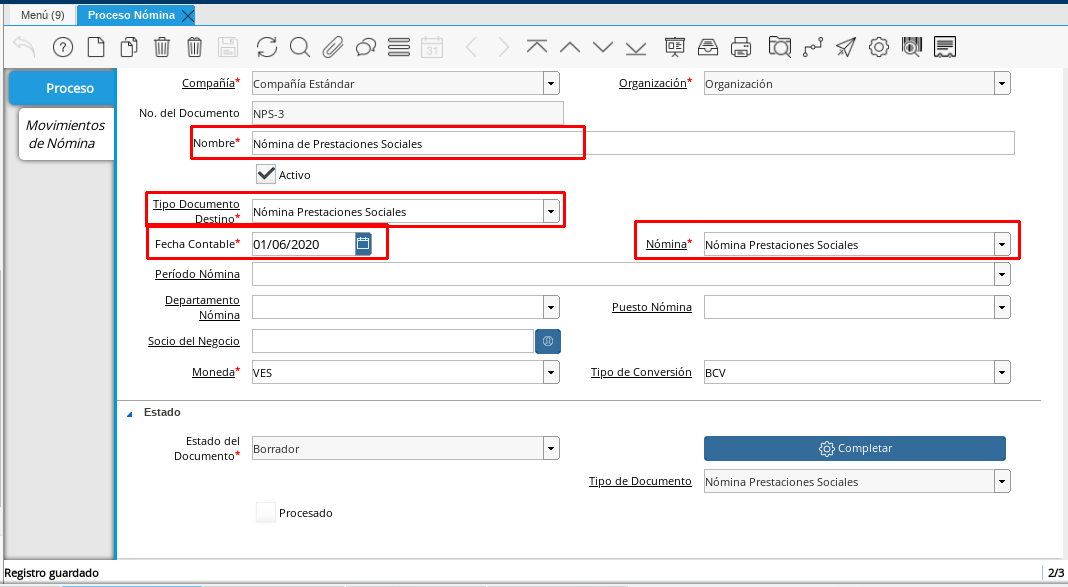 Menú (9)
Proceso Nómina
31
Proceso
Movimientos
de Nómina
Compañía*
Compañía Estándar
Organización*
Organización
No. del Documento
NPS-3
Nombre*
Nómina de Prestaciones Sociales
Activo
Tipo Documento
Destino*
Nómina Prestaciones Sociales
Fecha Contable*
01/06/2020
Nómina*
Nómina Prestaciones Sociales
Período Nómina
Departamento
Nómina
Puesto Nómina
Socio del Negocio
Moneda*
VES
Tipo de Conversión
BCV
Estado
Estado del
Documento*
Borrador
Completar
Tipo de Documento
Nómina Prestaciones Sociales
Procesado
Registro guardado
2/3